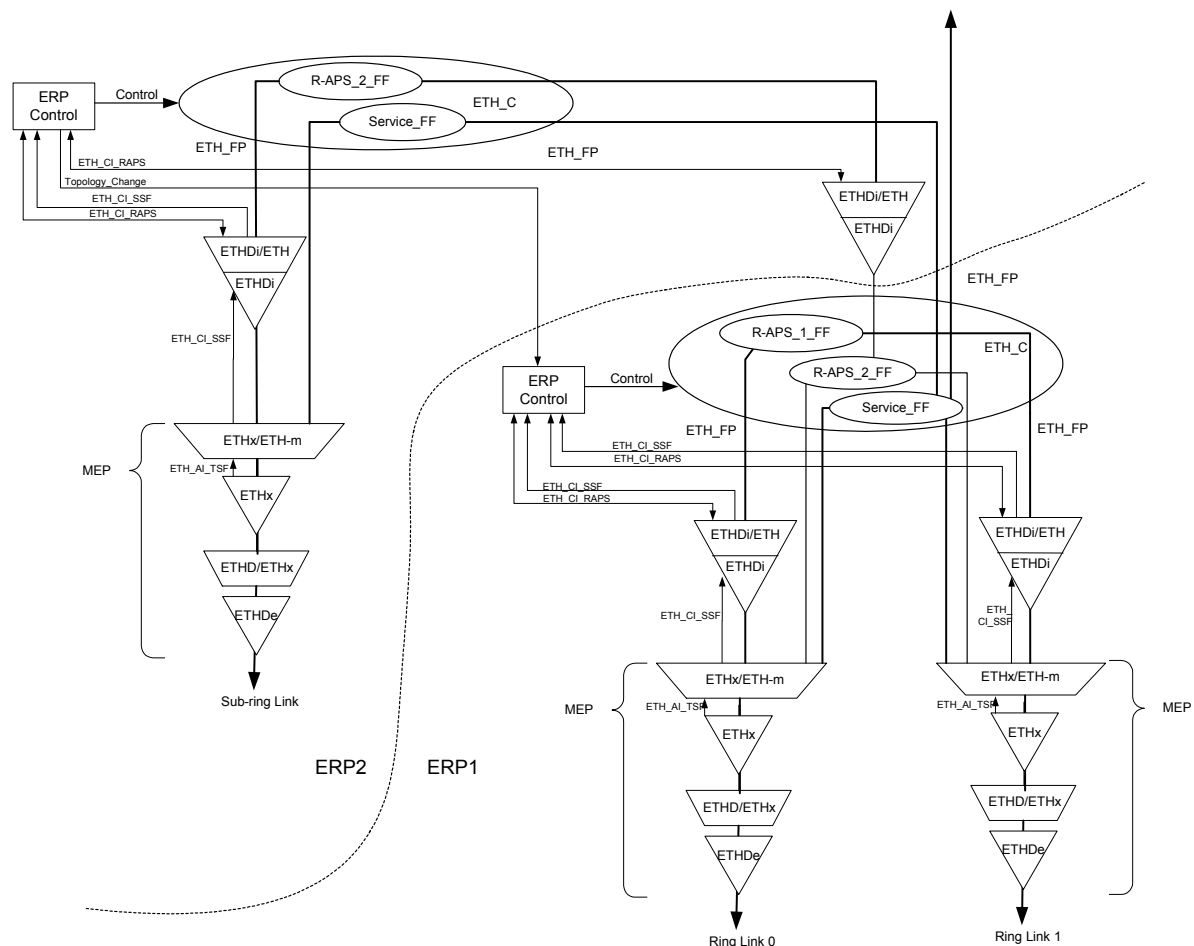 R-APS_2_FF
ETH_C
ERP
Control
Control
Service_FF
ETH_FP
ETH_FP
ETH_CI_RAPS
Topology_Change
ETH_CI_SSF
ETH_CI_RAPS
ETHDi/ETH
ETHDi
ETHDi/ETH
ETHDi
ETH_FP
ETH_CI_SSF
R-APS_1_FF
ETH_C
R-APS_2_FF
ERP
Control
Control
Service_FF
ETH_FP
ETH_FP
ETHx/ETH-m
MEP
ETH_AI_TSF
ETHx
ETH_CI_SSF
ETH_CI_RAPS
ETH_CI_SSF
ETH_CI_RAPS
ETHDi/ETH
ETHDi
ETHDi/ETH
ETHDi
ETHD/ETHx
ETHDe
ETH_CI_SSF
ETH_
CI_SSF
Sub-ring Link
ETHx/ETH-m
ETHx/ETH-m
MEP
MEP
ETH_AI_TSF
ETH_AI_TSF
ETHx
ETHx
ERP2
ERP1
ETHD/ETHx
ETHD/ETHx
ETHDe
ETHDe
Ring Link 0
Ring Link 1